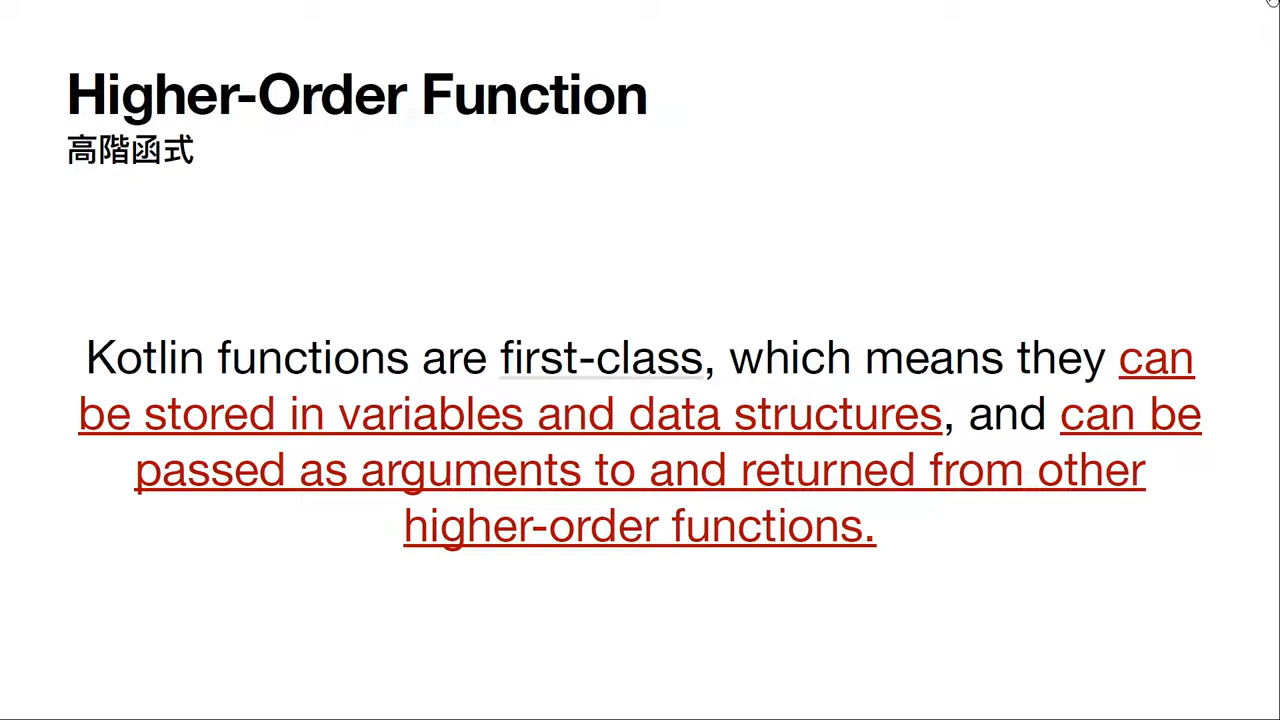 Higher-Order Function
高階函式
Kotlin functions are first-class, which means they can
be stored in variables and data structures, and can be
passed as arguments to and returned from other
higher-order functions.